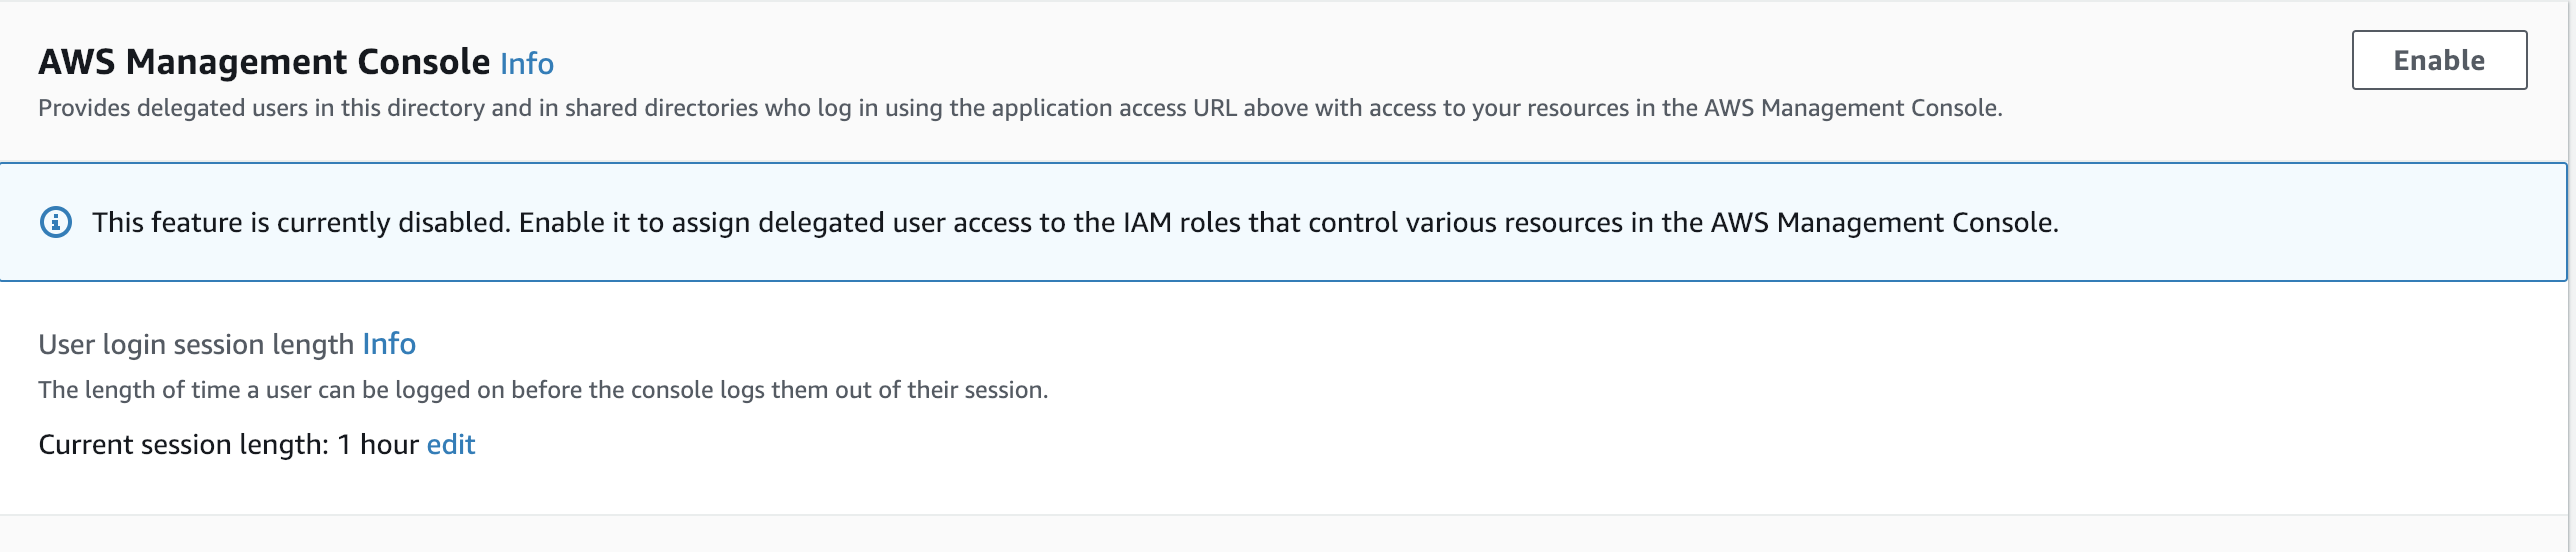 AWS Management Console Info
Enable
Provides delegated users in this directory and in shared directories who log in using the application access URL above with access to your resources in the AWS Management Console.
This feature is currently disabled. Enable it to assign delegated user access to the IAM roles that control various resources in the AWS Management Console.
User login session length Info
The length of time a user can be logged on before the console logs them out of their session.
Current session length: 1 hour edit